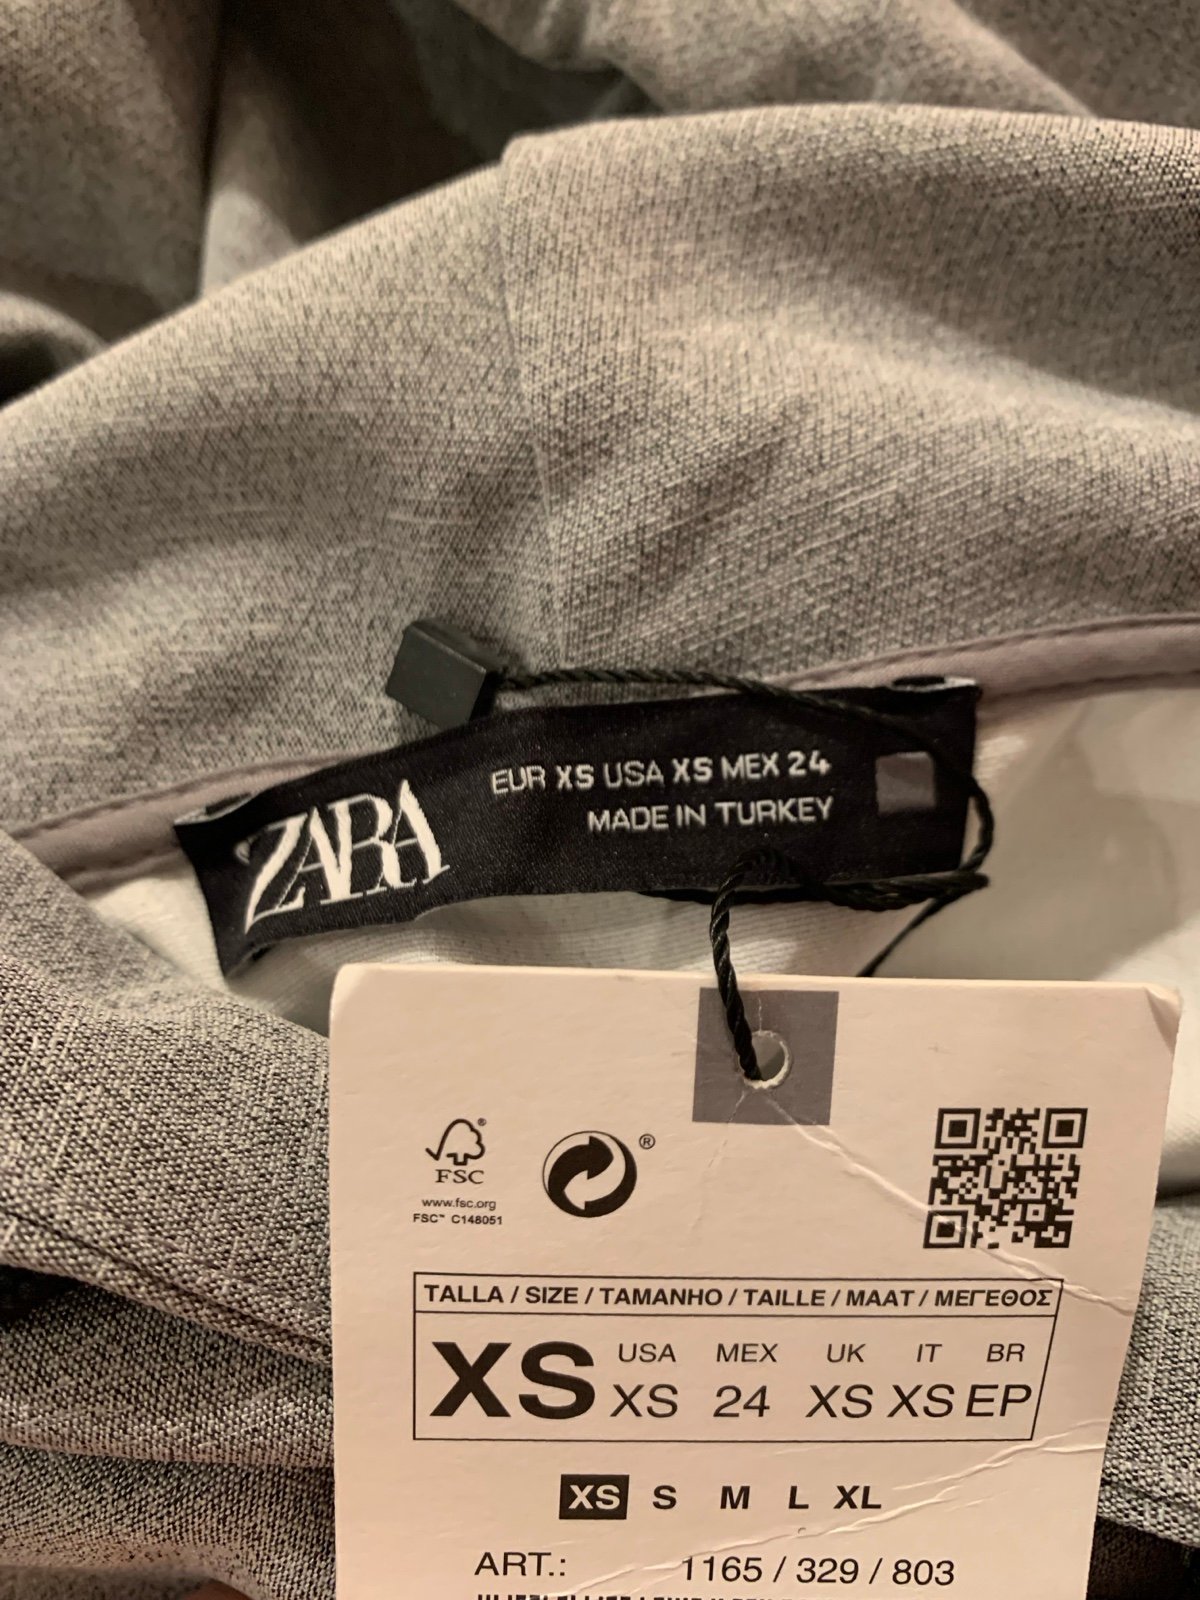 ZARA
EUR XS USA XS MEX 24
MADE IN TURKEY
FSC®
www.fsc.org
FSC™ C148051
®
TALLA / SIZE / TAMANHO / TAILLE / MAAT / ΜΕΓΕΘΟΣ
XS
USA MEX UK IT BR
XS 24 XS XS EP
XS S M L XL
ART.: 1165 / 329 / 803